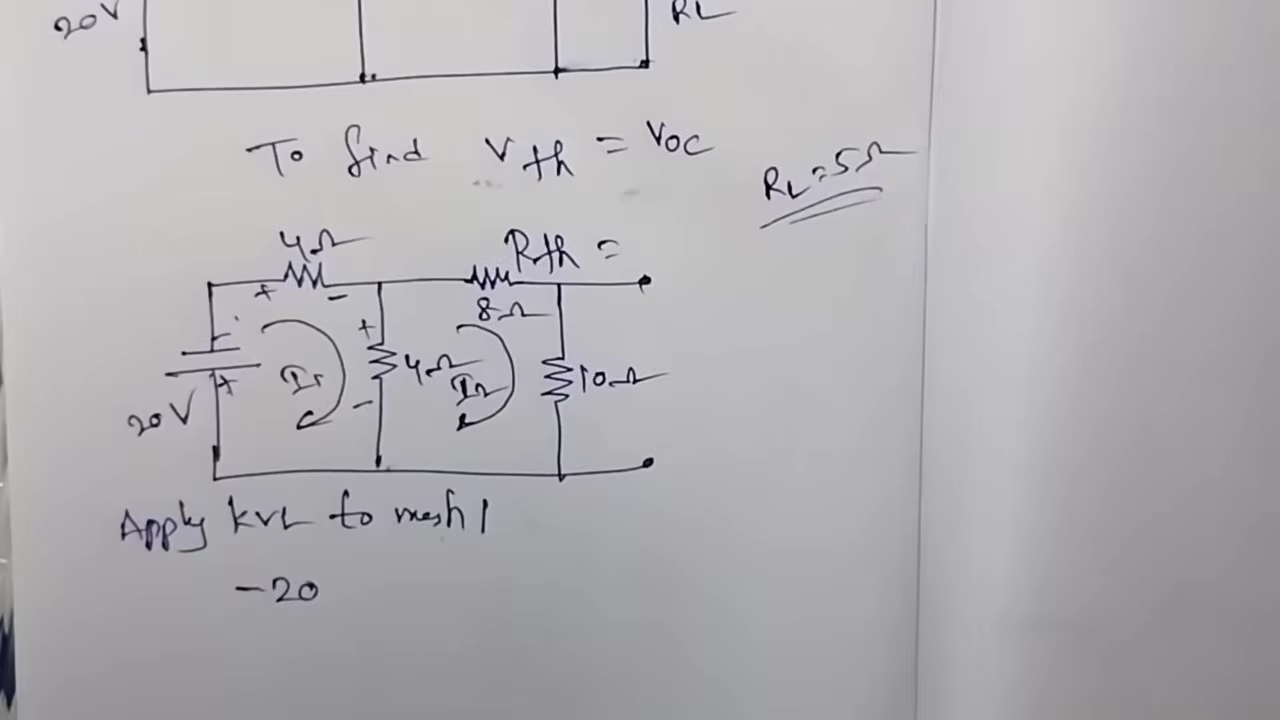 20V
RL
To find Vth = Voc
RL=5Ω
4Ω
Rth =
+ -
8Ω
-
+
I1
+
4Ω
-
I2
10Ω
+
20V
Apply KVL to mesh 1
-20